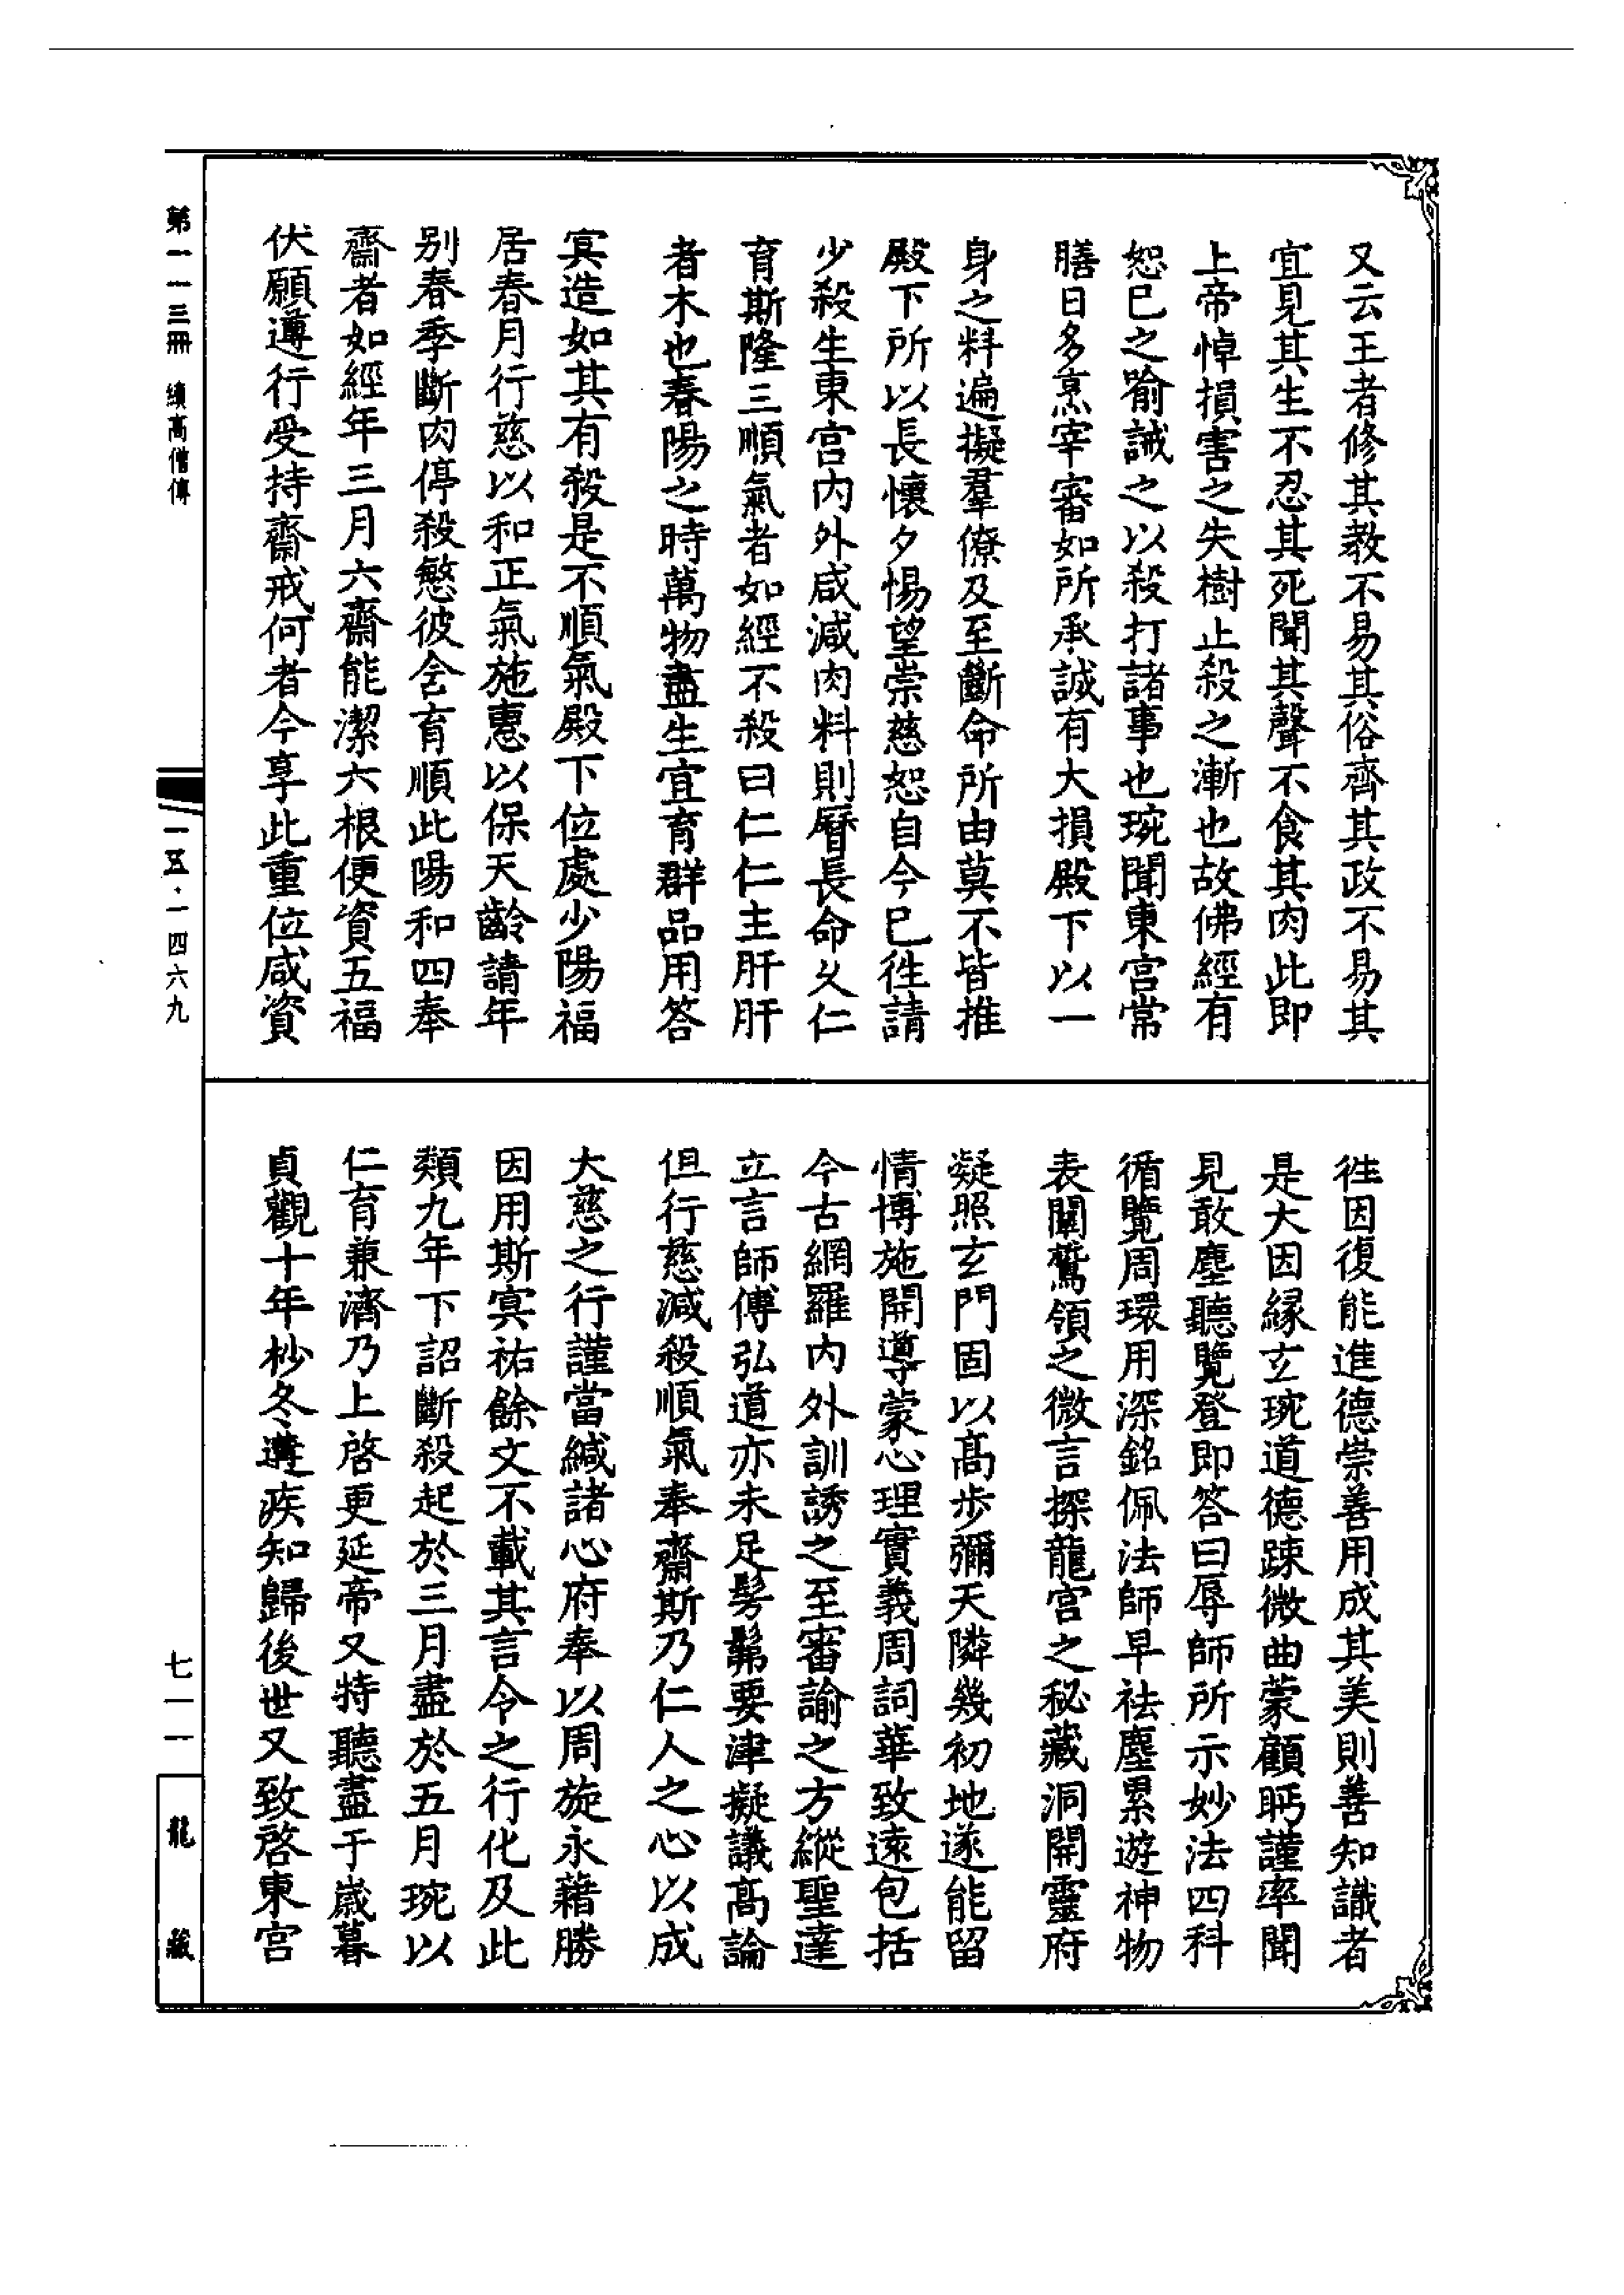 又云王者修其教不易其俗齊其政不易其
宜見其生不忍其死聞其聲不食其肉此即
上帝悼損害之失樹止殺之漸也故佛經有
恕巳之喻誡之以殺打諸事也琬聞東宮常
膳日多烹宰審如所承誠有大損殿下以一
身之料遍擬羣僚及至斷命所由莫不皆推
殿下所以長懷夕惕望崇慈恕自今巳徃請
少殺生東宮內外咸減肉料則曆長命久仁
育斯隆三順氣者如經不殺曰仁仁主肝肝
者木也春陽之時萬物盡生宜育群品用答
寘造如其有殺是不順氣殿下位處少陽福
居春月行慈以和正氣施惠以保天齡請年
別春季斷肉停殺慜彼含育順此陽和四奉
齋者如經年三月六齋能潔六根便資五福
伏願遵行受持齋戒何者今享此重位咸資
徃因復能進德崇善用成其美則善知識者
是大因緣玄琬道德踈微曲蒙顧眄謹率聞
見敢塵聽覽登即答曰辱師所示妙法四科
循覽周環用深銘佩法師早袪塵累遊神物
表闡鷲領之微言探龍宮之秘藏洞開靈府
凝照玄門固以高步彌天隣幾初地遂能留
情博施開導蒙心理實義周詞華致遠包括
今古網羅內外訓誘之至審諭之方縱聖達
立言師傅弘道亦未足髣髴要津擬議高論
但行慈減殺順氣奉齋斯乃仁人之心以成
大慈之行謹當緘諸心府奉以周旋永藉勝
因用斯寘祐餘文不載其言令之行化及此
類九年下詔斷殺起於三月盡於五月琬以
仁育兼濟乃上啓更延帝又特聽盡于歲暮
貞觀十年杪冬遘疾知歸後世又致啓東宮
第一一三冊 續高僧傳
一五·一四六九
七一一
龍藏